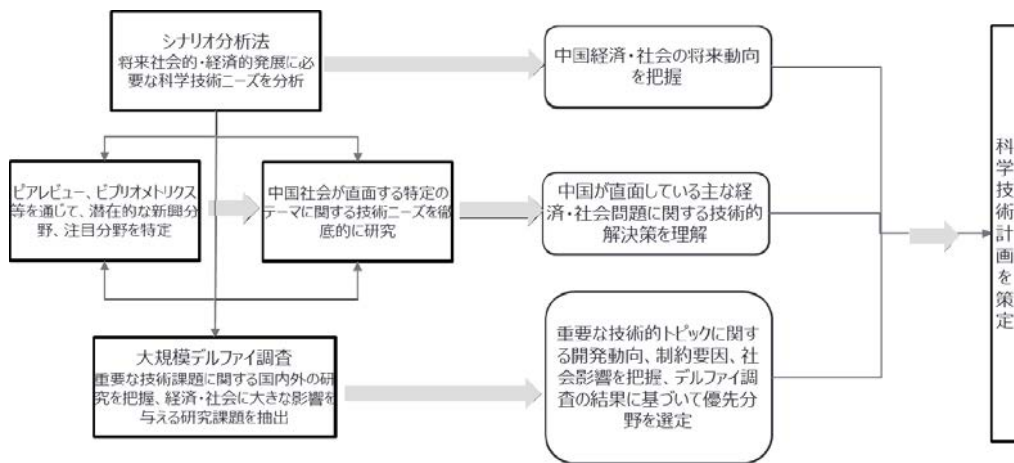 シナリオ分析法
将来社会的・経済的発展に必
要な科学技術ニーズを分析
中国経済・社会の将来動向
を把握
ピアレビュー、ビブリオメトリクス
等を通じて、潜在的な新興分
野、注目分野を特定
中国社会が直面する特定の
テーマに関する技術ニーズを徹
底的に研究
中国が直面している主な経
済・社会問題に関する技術的
解決策を理解
大規模デルファイ調査
重要な技術課題に関する国内外の研
究を把握、経済・社会に大きな影響を
与える研究課題を抽出
重要な技術的トピックに関す
る開発動向、制約要因、社
会影響を把握、デルファイ調
査の結果に基づいて優先分
野を選定
科学技術計画を策定